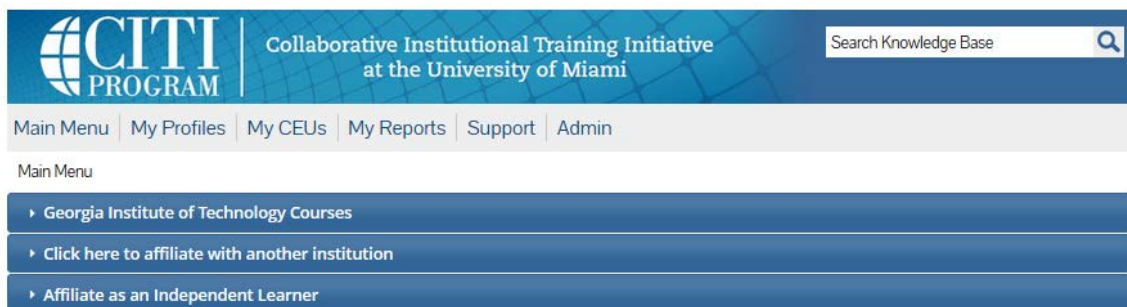 CITI
PROGRAM
Collaborative Institutional Training Initiative
at the University of Miami
Search Knowledge Base
Main Menu My Profiles My CEUs My Reports Support Admin
Main Menu
Georgia Institute of Technology Courses
Click here to affiliate with another institution
Affiliate as an Independent Learner